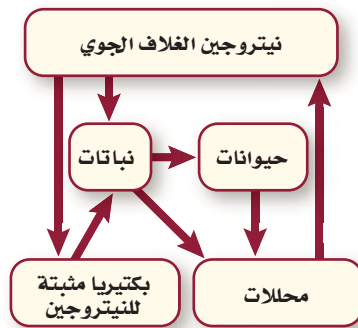 نيتروجين الغلاف الجوي
نباتات
حيوانات
بكتيريا مثبتة
للنيتروجين
محللات